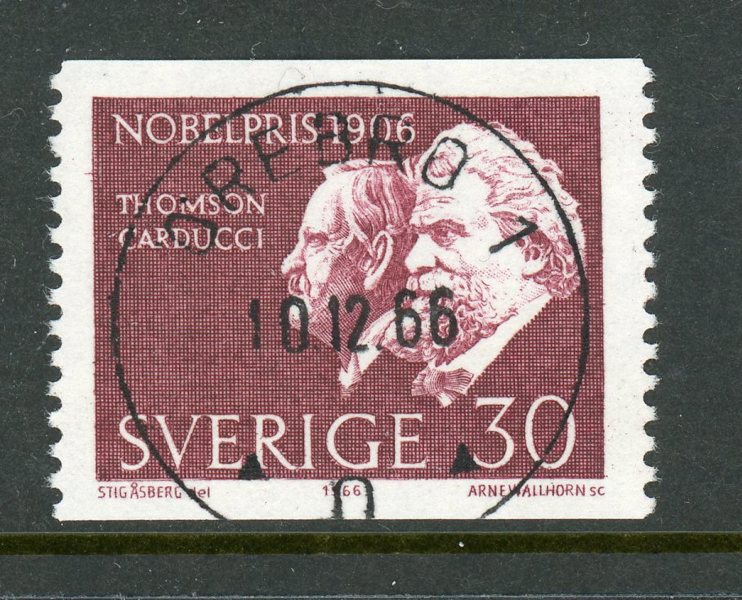 NOBELPRIS 1906
THOMSON
CARDUCCI
ÖREBRO 1
10.12 66
SVERIGE 30
STIG ÅSBERG del 1966 ARNE WALLHORN SC